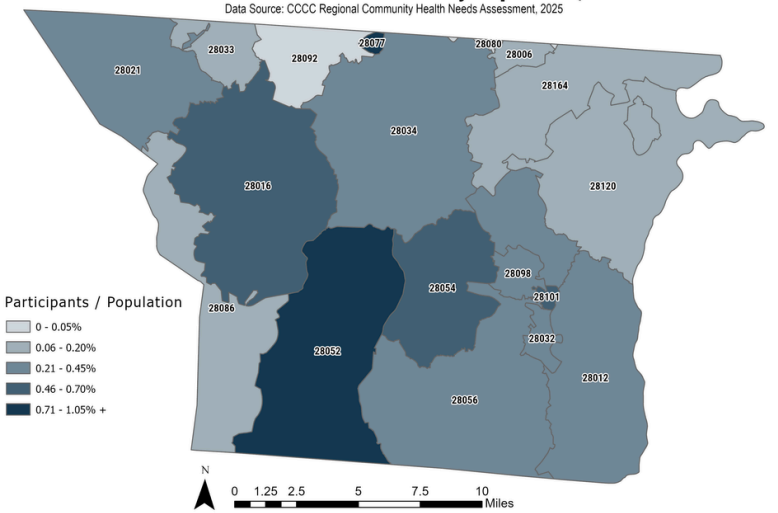 Data Source: CCCC Regional Community Health Needs Assessment, 2025
28077
28080
28033
28006
28092
28021
28164
28034
28016
28120
28098
28054
28101
28086
28032
28052
28012
28056
Participants / Population
0 - 0.05%
0.06 - 0.20%
0.21 - 0.45%
0.46 - 0.70%
0.71 - 1.05% +
N
0 1.25 2.5 5 7.5 10
Miles